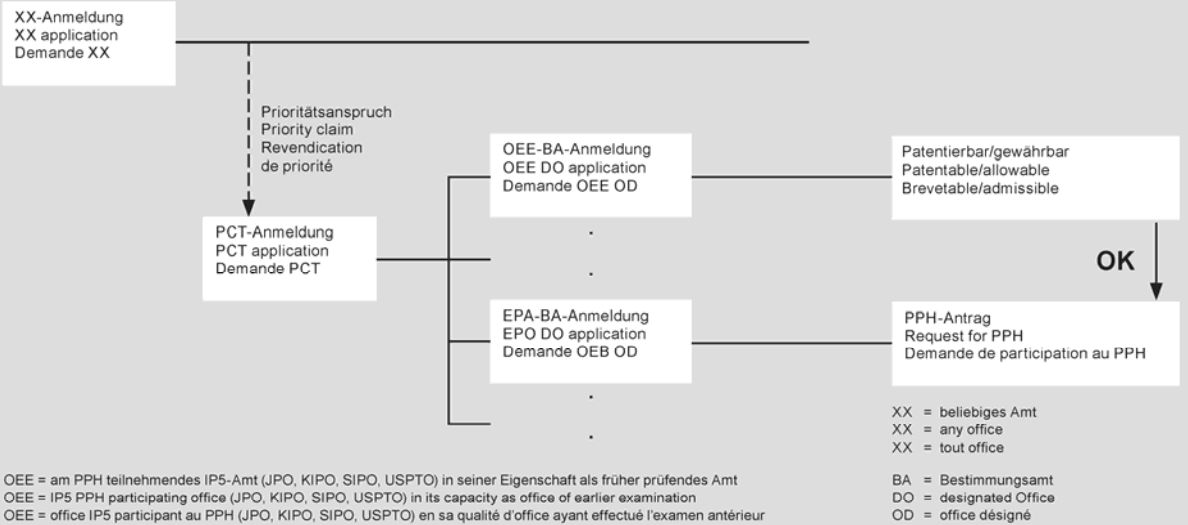 XX-Anmeldung
XX application
Demande XX
Prioritätsanspruch
Priority claim
Revendication
de priorité
PCT-Anmeldung
PCT application
Demande PCT
OEE-BA-Anmeldung
OEE DO application
Demande OEE OD
Patentierbar/gewährbar
Patentable/allowable
Brevetable/admissible
OK
EPA-BA-Anmeldung
EPO DO application
Demande OEB OD
PPH-Antrag
Request for PPH
Demande de participation au PPH
XX = beliebiges Amt
XX = any office
XX = tout office
OEE = am PPH teilnehmendes IP5-Amt (JPO, KIPO, SIPO, USPTO) in seiner Eigenschaft als früher prüfendes Amt
OEE = IP5 PPH participating office (JPO, KIPO, SIPO, USPTO) in its capacity as office of earlier examination
OEE = office IP5 participant au PPH (JPO, KIPO, SIPO, USPTO) en sa qualité d'office ayant effectué l'examen antérieur
BA = Bestimmungsamt
DO = designated Office
OD = office désigné